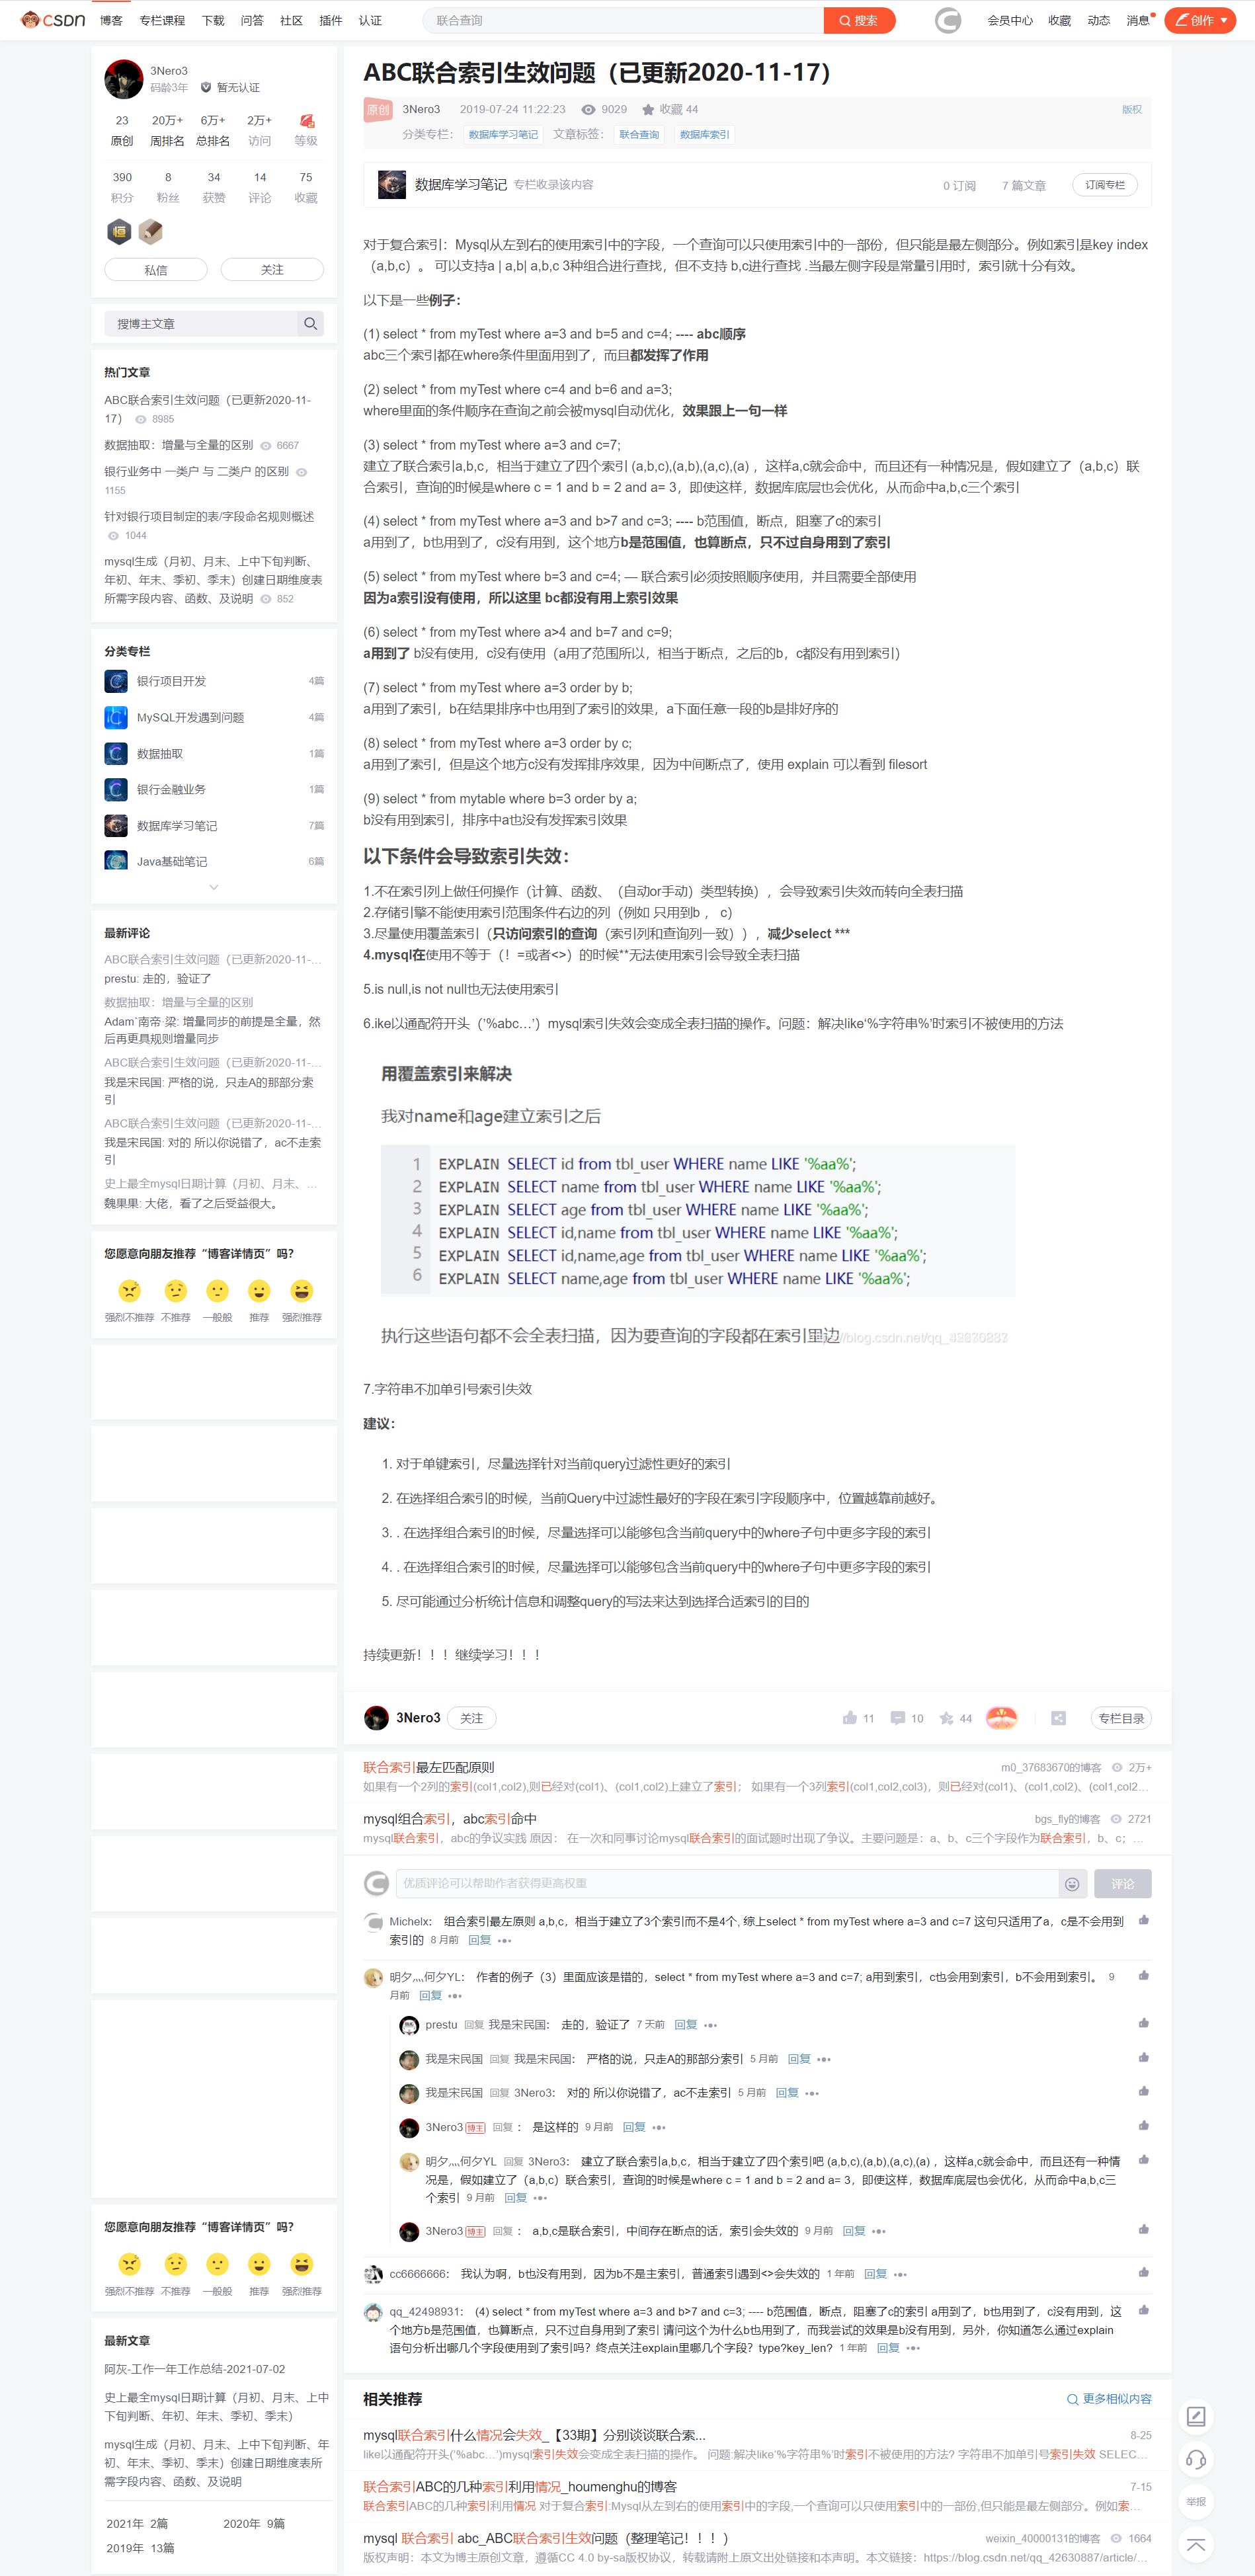 CSDN 博客 专栏课程 下载 问答 社区 插件 认证 联合查询 搜索 会员中心 收藏 动态 消息 创作
3Nero3
码龄3年 暂无认证
23 20万+ 6万+ 2万+
原创 周排名 总排名 访问 等级
390 8 34 14 75
积分 粉丝 获赞 评论 收藏
私信 关注
搜博主文章
热门文章
ABC联合索引生效问题（已更新2020-11-
17） 8985
数据抽取：增量与全量的区别 6667
银行业务中 一类户 与 二类户 的区别
1155
针对银行项目制定的表/字段命名规则概述
1044
mysql生成（月初、月末、上中下旬判断、
年初、年末、季初、季末）创建日期维度表
所需字段内容、函数、及说明 852
分类专栏
银行项目开发 4篇
MySQL开发遇到问题 4篇
数据抽取 1篇
银行金融业务 1篇
数据库学习笔记 7篇
Java基础笔记 6篇
最新评论
ABC联合索引生效问题（已更新2020-11-...
prestu: 走的，验证了
数据抽取：增量与全量的区别
Adam`南帝·梁: 增量同步的前提是全量，然
后再更具规则增量同步
ABC联合索引生效问题（已更新2020-11-...
我是宋民国: 严格的说，只走A的那部分索
引
ABC联合索引生效问题（已更新2020-11-...
我是宋民国: 对的 所以你说错了，ac不走索
引
史上最全mysql日期计算（月初、月末、...
魏果果: 大佬，看了之后受益很大。
您愿意向朋友推荐“博客详情页”吗？
强烈不推荐 不推荐 一般般 推荐 强烈推荐
您愿意向朋友推荐“博客详情页”吗？
强烈不推荐 不推荐 一般般 推荐 强烈推荐
最新文章
阿灰-工作一年工作总结-2021-07-02
史上最全mysql日期计算（月初、月末、上中
下旬判断、年初、年末、季初、季末）
mysql生成（月初、月末、上中下旬判断、年
初、年末、季初、季末）创建日期维度表所
需字段内容、函数、及说明
2021年 2篇 2020年 9篇
2019年 13篇
ABC联合索引生效问题（已更新2020-11-17）
原创 3Nero3 2019-07-24 11:22:23 9029 收藏 44 版权
分类专栏： 数据库学习笔记 文章标签： 联合查询 数据库索引
数据库学习笔记 专栏收录该内容 0 订阅 7 篇文章 订阅专栏
对于复合索引：Mysql从左到右的使用索引中的字段，一个查询可以只使用索引中的一部份，但只能是最左侧部分。例如索引是key index
（a,b,c）。 可以支持a | a,b| a,b,c 3种组合进行查找，但不支持 b,c进行查找 .当最左侧字段是常量引用时，索引就十分有效。
以下是一些例子：
(1) select * from myTest where a=3 and b=5 and c=4; ---- abc顺序
abc三个索引都在where条件里面用到了，而且都发挥了作用
(2) select * from myTest where c=4 and b=6 and a=3;
where里面的条件顺序在查询之前会被mysql自动优化，效果跟上一句一样
(3) select * from myTest where a=3 and c=7;
建立了联合索引a,b,c，相当于建立了四个索引 (a,b,c),(a,b),(a,c),(a) ，这样a,c就会命中，而且还有一种情况是，假如建立了（a,b,c）联
合索引，查询的时候是where c = 1 and b = 2 and a= 3，即使这样，数据库底层也会优化，从而命中a,b,c三个索引
(4) select * from myTest where a=3 and b>7 and c=3; ---- b范围值，断点，阻塞了c的索引
a用到了，b也用到了，c没有用到，这个地方b是范围值，也算断点，只不过自身用到了索引
(5) select * from myTest where b=3 and c=4; — 联合索引必须按照顺序使用，并且需要全部使用
因为a索引没有使用，所以这里 bc都没有用上索引效果
(6) select * from myTest where a>4 and b=7 and c=9;
a用到了 b没有使用，c没有使用（a用了范围所以，相当于断点，之后的b，c都没有用到索引）
(7) select * from myTest where a=3 order by b;
a用到了索引，b在结果排序中也用到了索引的效果，a下面任意一段的b是排好序的
(8) select * from myTest where a=3 order by c;
a用到了索引，但是这个地方c没有发挥排序效果，因为中间断点了，使用 explain 可以看到 filesort
(9) select * from mytable where b=3 order by a;
b没有用到索引，排序中a也没有发挥索引效果
以下条件会导致索引失效：
1.不在索引列上做任何操作（计算、函数、（自动or手动）类型转换），会导致索引失效而转向全表扫描
2.存储引擎不能使用索引范围条件右边的列（例如 只用到b ， c）
3.尽量使用覆盖索引（只访问索引的查询（索引列和查询列一致）），减少select ***
4.mysql在使用不等于（！=或者<>）的时候**无法使用索引会导致全表扫描
5.is null,is not null也无法使用索引
6.ike以通配符开头（’%abc…’）mysql索引失效会变成全表扫描的操作。问题：解决like‘%字符串%’时索引不被使用的方法
用覆盖索引来解决
我对name和age建立索引之后
1 EXPLAIN SELECT id from tbl_user WHERE name LIKE '%aa%';
2 EXPLAIN SELECT name from tbl_user WHERE name LIKE '%aa%';
3 EXPLAIN SELECT age from tbl_user WHERE name LIKE '%aa%';
4 EXPLAIN SELECT id,name from tbl_user WHERE name LIKE '%aa%';
5 EXPLAIN SELECT id,name,age from tbl_user WHERE name LIKE '%aa%';
6 EXPLAIN SELECT name,age from tbl_user WHERE name LIKE '%aa%';
执行这些语句都不会全表扫描，因为要查询的字段都在索引里边 blog.csdn.net/qq_42630887
7.字符串不加单引号索引失效
建议：
1. 对于单键索引，尽量选择针对当前query过滤性更好的索引
2. 在选择组合索引的时候，当前Query中过滤性最好的字段在索引字段顺序中，位置越靠前越好。
3. . 在选择组合索引的时候，尽量选择可以能够包含当前query中的where子句中更多字段的索引
4. . 在选择组合索引的时候，尽量选择可以能够包含当前query中的where子句中更多字段的索引
5. 尽可能通过分析统计信息和调整query的写法来达到选择合适索引的目的
持续更新！！！继续学习！！！
3Nero3 关注 11 10 44 专栏目录
联合索引最左匹配原则 m0_37683670的博客 2万+
如果有一个2列的索引(col1,col2),则已经对(col1)、(col1,col2)上建立了索引； 如果有一个3列索引(col1,col2,col3)，则已经对(col1)、(col1,col2)、(col1,col2...
mysql组合索引，abc索引命中 bgs_fly的博客 2721
mysql联合索引，abc的争议实践 原因： 在一次和同事讨论mysql联合索引的面试题时出现了争议。主要问题是：a、b、c三个字段作为联合索引，b、c；...
优质评论可以帮助作者获得更高权重 评论
Michelx： 组合索引最左原则 a,b,c，相当于建立了3个索引而不是4个, 综上select * from myTest where a=3 and c=7 这句只适用了a，c是不会用到
索引的 8 月前 回复
明夕灬何夕YL： 作者的例子（3）里面应该是错的，select * from myTest where a=3 and c=7; a用到索引，c也会用到索引，b不会用到索引。 9
月前 回复
prestu 回复 我是宋民国： 走的，验证了 7 天前 回复
我是宋民国 回复 我是宋民国： 严格的说，只走A的那部分索引 5 月前 回复
我是宋民国 回复 3Nero3： 对的 所以你说错了，ac不走索引 5 月前 回复
3Nero3 博主 回复 ： 是这样的 9 月前 回复
明夕灬何夕YL 回复 3Nero3： 建立了联合索引a,b,c，相当于建立了四个索引吧 (a,b,c),(a,b),(a,c),(a) ，这样a,c就会命中，而且还有一种情
况是，假如建立了（a,b,c）联合索引，查询的时候是where c = 1 and b = 2 and a= 3，即使这样，数据库底层也会优化，从而命中a,b,c三
个索引 9 月前 回复
3Nero3 博主 回复 ： a,b,c是联合索引，中间存在断点的话，索引会失效的 9 月前 回复
cc6666666： 我认为啊，b也没有用到，因为b不是主索引，普通索引遇到<>会失效的 1 年前 回复
qq_42498931： (4) select * from myTest where a=3 and b>7 and c=3; ---- b范围值，断点，阻塞了c的索引 a用到了，b也用到了，c没有用到，这
个地方b是范围值，也算断点，只不过自身用到了索引 请问这个为什么b也用到了，而我尝试的效果是b没有用到，另外，你知道怎么通过explain
语句分析出哪几个字段使用到了索引吗？终点关注explain里哪几个字段？type?key_len? 1 年前 回复
相关推荐 更多相似内容
mysql联合索引什么情况会失效_【33期】分别谈谈联合索... 8-25
like以通配符开头('%abc...')mysql索引失效会变成全表扫描的操作。 问题:解决like'%字符串%'时索引不被使用的方法? 字符串不加单引号索引失效 SELEC...
联合索引ABC的几种索引利用情况_houmenghu的博客 7-15
联合索引ABC的几种索引利用情况 对于复合索引:Mysql从左到右的使用索引中的字段,一个查询可以只使用索引中的一部份,但只能是最左侧部分。例如索...
mysql 联合索引 abc_ABC联合索引生效问题（整理笔记！！！） weixin_40000131的博客 1664
版权声明：本文为博主原创文章，遵循CC 4.0 by-sa版权协议，转载请附上原文出处链接和本声明。本文链接：https://blog.csdn.net/qq_42630887/article/...
举报